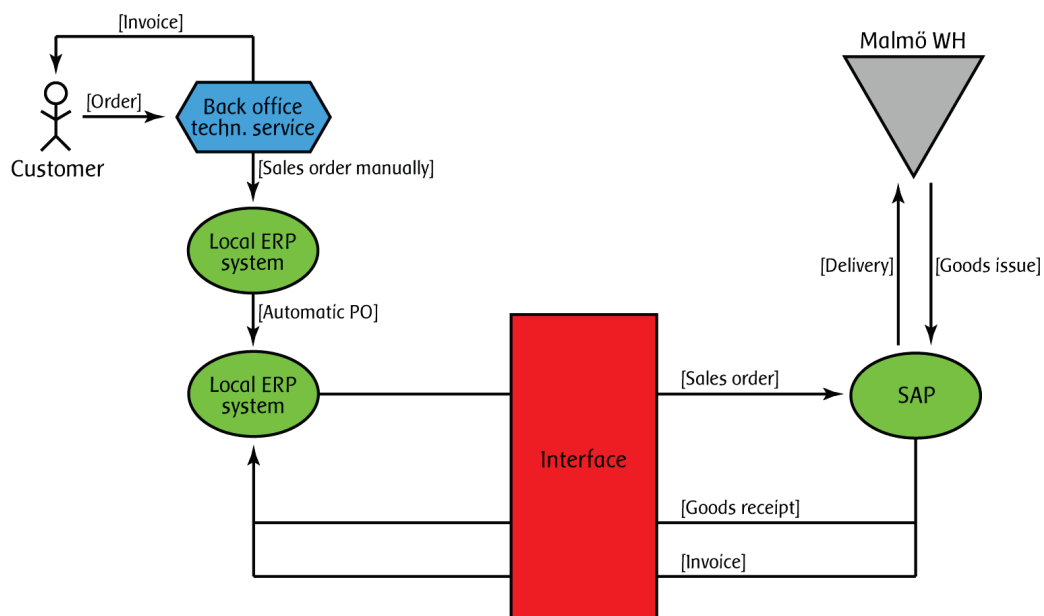 [Invoice]
Malmö WH
[Order]
Back office
techn. service
Customer
[Sales order manually]
Local ERP
system
[Delivery]
[Goods issue]
[Automatic PO]
Local ERP
system
[Sales order]
SAP
Interface
[Goods receipt]
[Invoice]